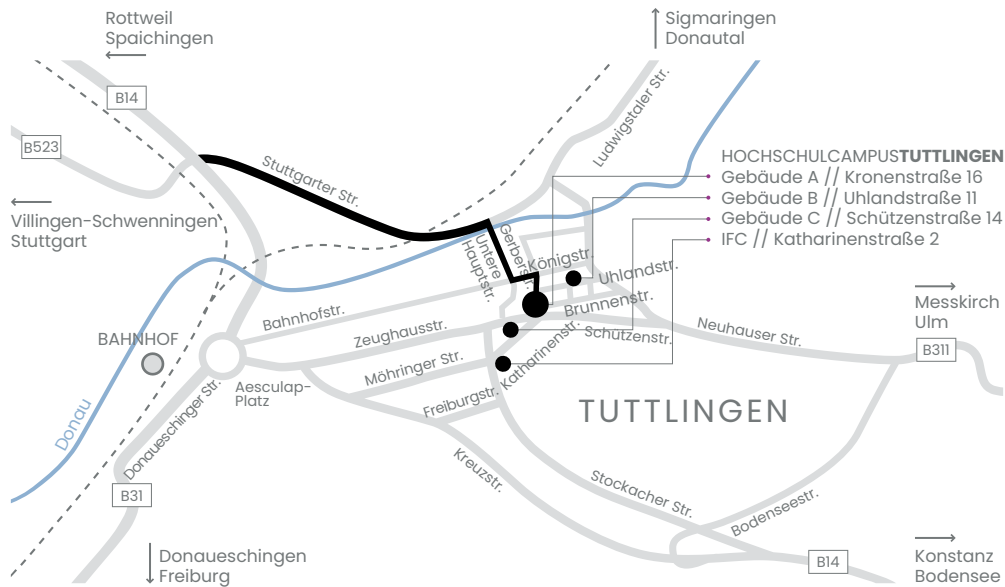 Rottweil
Spaichingen
Sigmaringen
Donautal
B14
B523
Stuttgarter Str.
Ludwigstaler Str.
HOCHSCHULCAMPUSTUTTLINGEN
Gebäude A // Kronenstraße 16
Gebäude B // Uhlandstraße 11
Gebäude C // Schützenstraße 14
IFC // Katharinenstraße 2
Villingen-Schwenningen
Stuttgart
Untere
Hauptstr.
Gerberstr.
Königstr.
Uhlandstr.
Brunnenstr.
Bahnhofstr.
Zeughausstr.
Schützenstr.
Neuhauser Str.
Messkirch
Ulm
B311
BAHNHOF
Möhringer Str.
Katharinenstr.
Aesculap-
Platz
Freiburgstr.
TUTTLINGEN
Donau
Donaueschinger Str.
Kreuzstr.
Stockacher Str.
Bodenseestr.
B31
Donaueschingen
Freiburg
B14
Konstanz
Bodensee